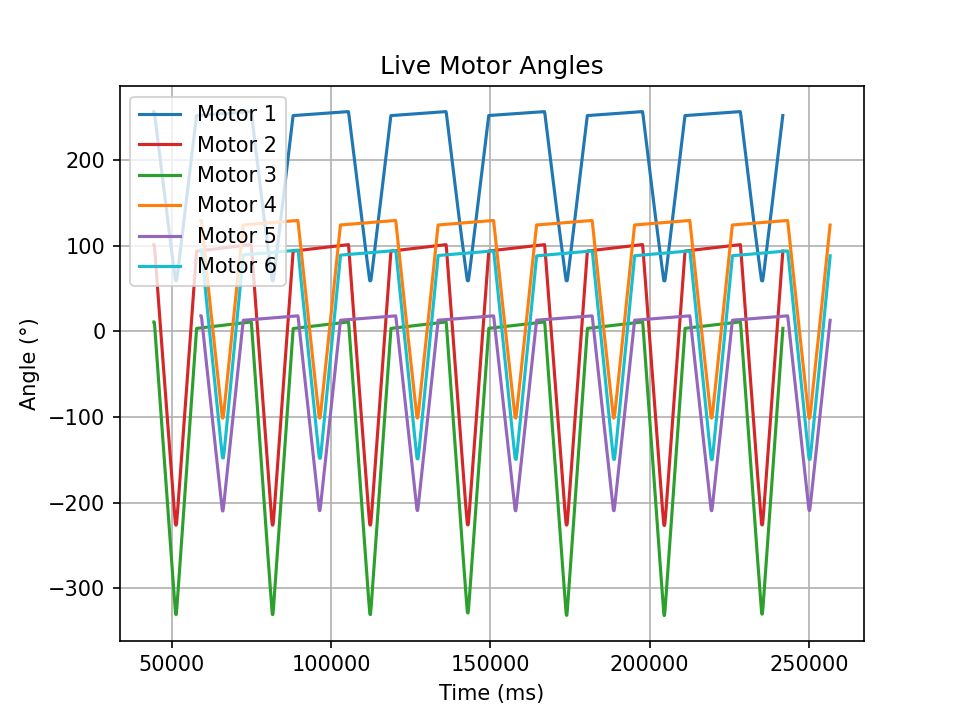 Live Motor Angles
Motor 1
Motor 2
Motor 3
Motor 4
Motor 5
Motor 6
200
100
0
−100
−200
−300
Angle (°)
50000 100000 150000 200000 250000
Time (ms)